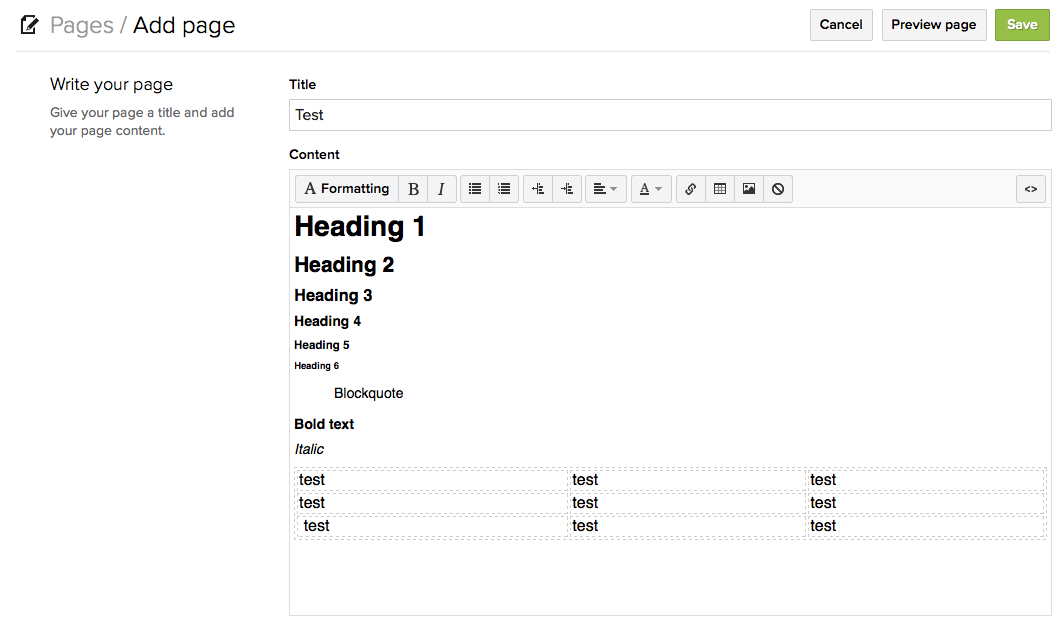 Pages / Add page
Cancel
Preview page
Save
Write your page
Give your page a title and add
your page content.
Title
Test
Content
A Formatting
B
I
A
<>
Heading 1
Heading 2
Heading 3
Heading 4
Heading 5
Heading 6
Blockquote
Bold text
Italic
test test test
test test test
test test test